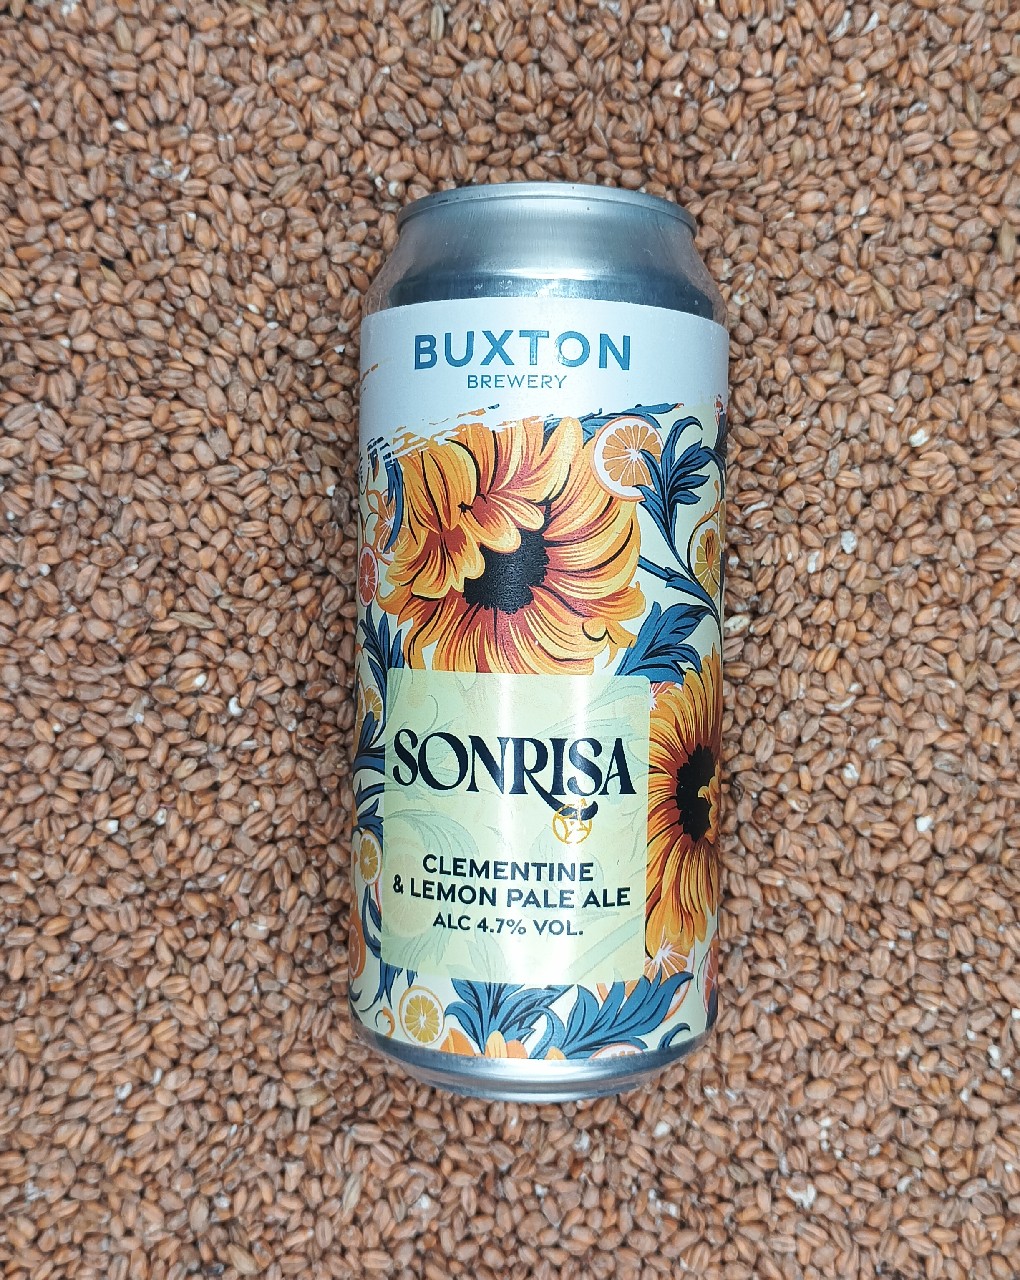 BUXTON
BREWERY
SONRISA
CLEMENTINE
& LEMON PALE ALE
ALC 4.7% VOL.